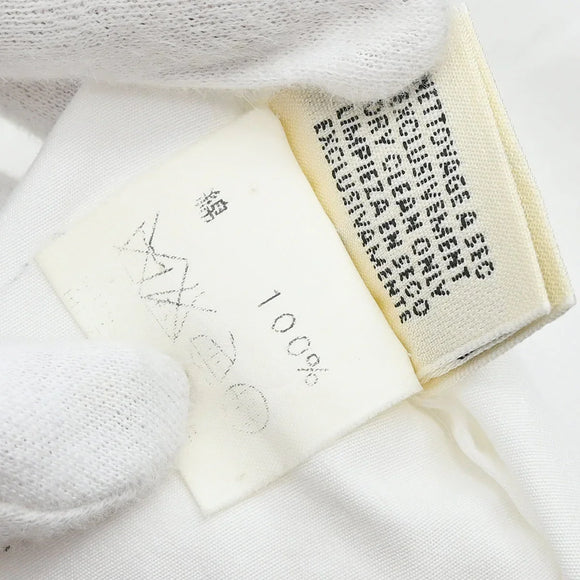 綿 100%
NETTOYAGE A SEC
EXCLUSIVEMENT
DRY CLEAN ONLY
LIMPIEZA EN SECO
EXCLUSIVAMENTE